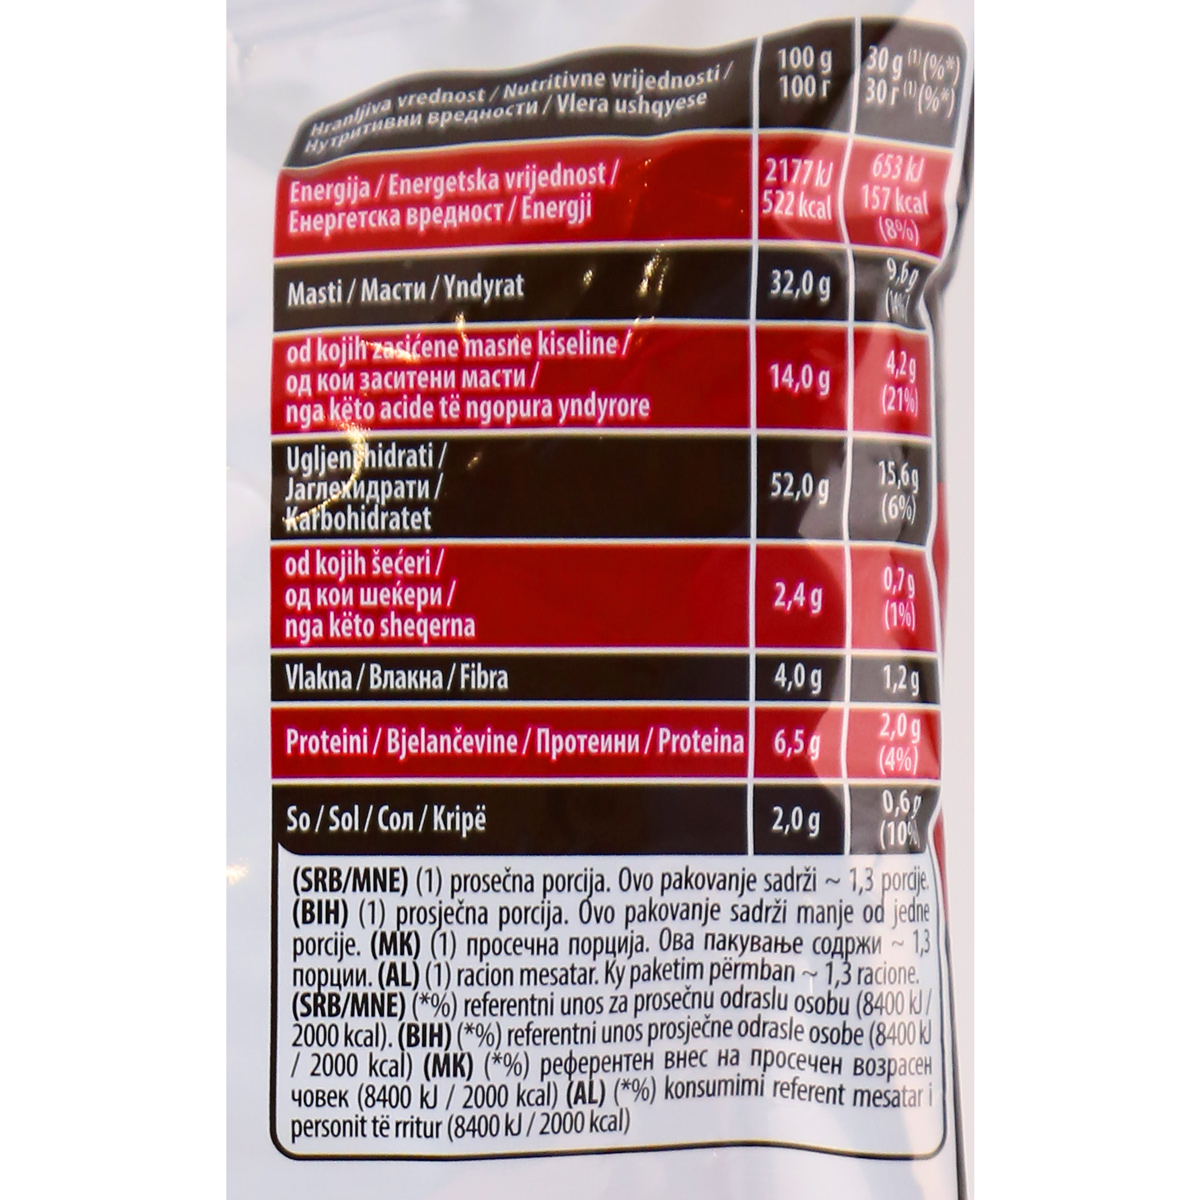 Hranljiva vrednost / Nutritivne vrijednosti /
Нутритивни вредности / Vlera ushqyese
100 g
100 г
30 g (1) (%*)
30 г (1) (%*)
Energija / Energetska vrijednost /
Енергетска вредност / Energji
2177 kJ
522 kcal
653 kJ
157 kcal
(8%)
Masti / Масти / Yndyrat
32,0 g
9,6 g
od kojih zasićene masne kiseline /
од кои заситени масти /
nga këto acide të ngopura yndyrore
14,0 g
4,2 g
(21%)
Ugljeni hidrati /
Јаглехидрати /
Karbohidratet
52,0 g
15,6 g
(6%)
od kojih šećeri /
од кои шеќери /
nga këto sheqerna
2,4 g
0,7 g
(1%)
Vlakna / Влакна / Fibra
4,0 g
1,2 g
Proteini / Bjelančevine / Протеини / Proteina
6,5 g
2,0 g
(4%)
So / Sol / Сол / Kripë
2,0 g
0,6 g
(10%)
(SRB/MNE) (1) prosečna porcija. Ovo pakovanje sadrži ~ 1,3 porcije.
(BIH) (1) prosječna porcija. Ovo pakovanje sadrži manje od jedne
porcije. (MK) (1) просечна порција. Ова пакување содржи ~ 1,3
порции. (AL) (1) racion mesatar. Ky paketim përmban ~ 1,3 racione.
(SRB/MNE) (*%) referentni unos za prosečnu odraslu osobu (8400 kJ /
2000 kcal). (BIH) (*%) referentni unos prosječne odrasle osobe (8400 kJ
/ 2000 kcal) (MK) (*%) референтен внес на просечен возрасен
човек (8400 kJ / 2000 kcal) (AL) (*%) konsumimi referent mesatar i
personit të rritur (8400 kJ / 2000 kcal)